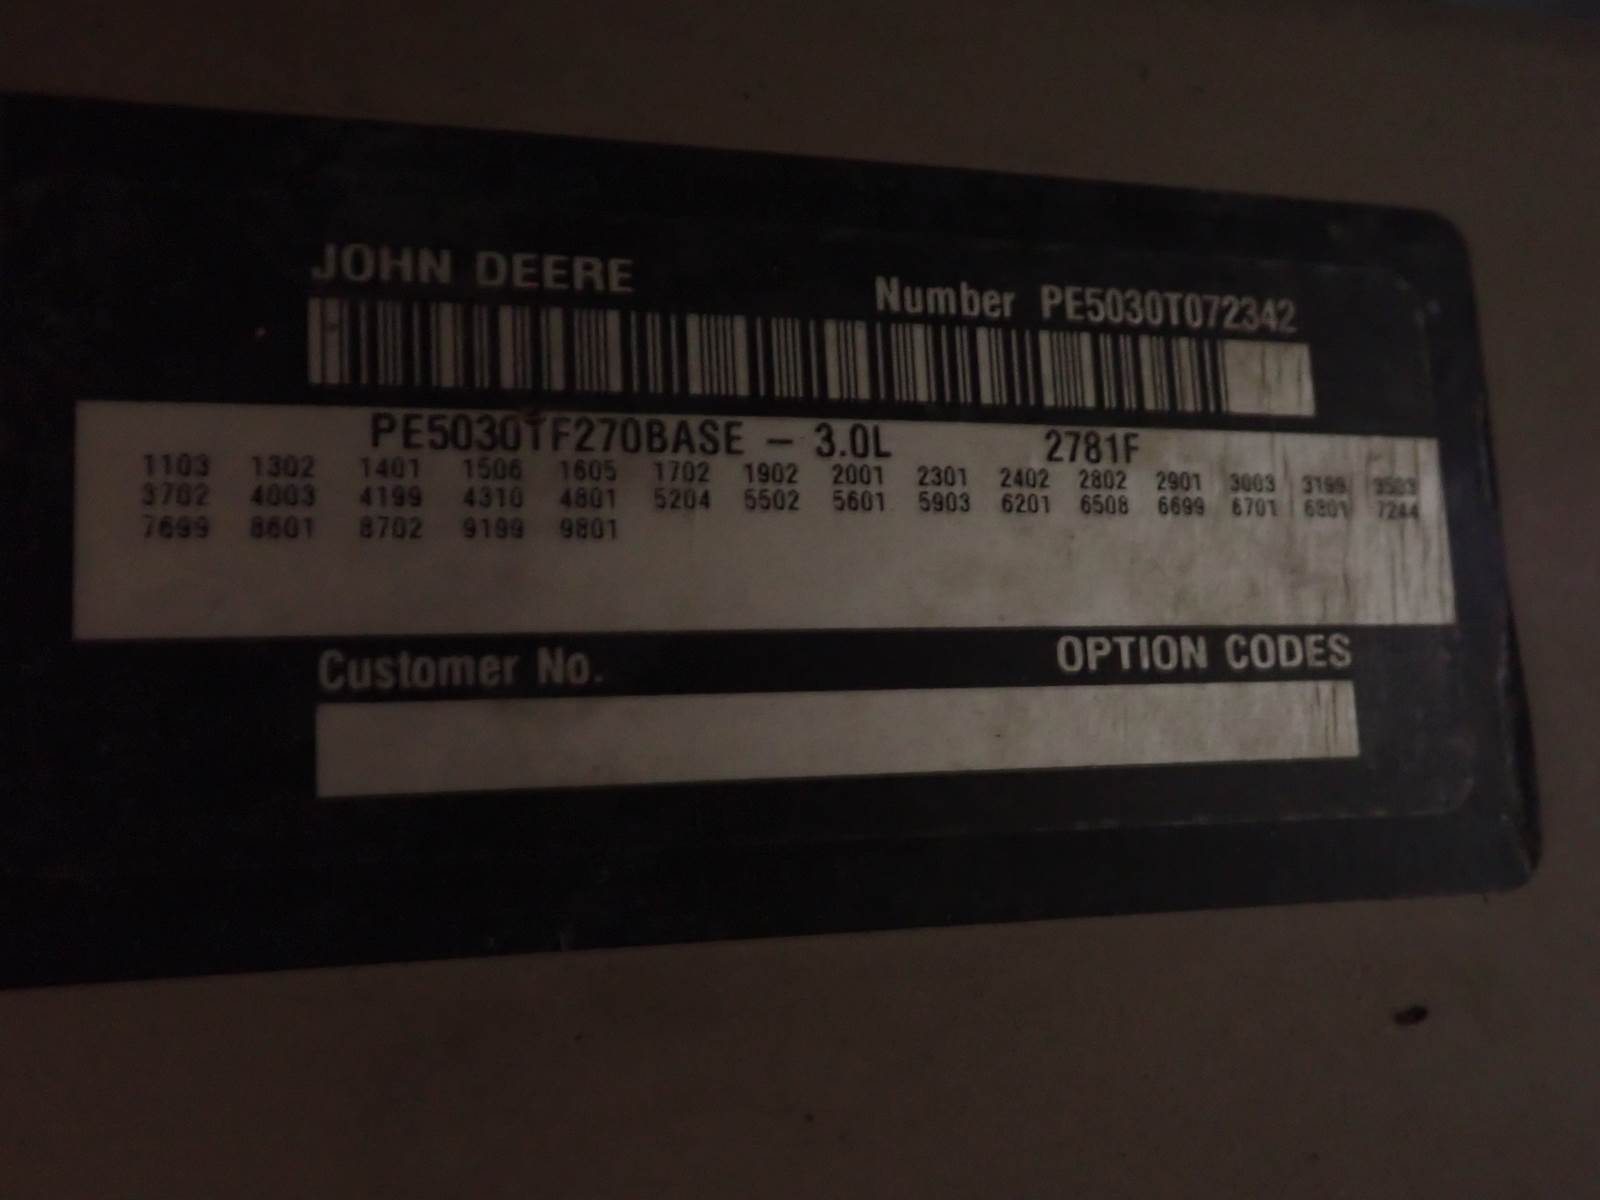 JOHN DEERE
Number PE5030T072342
PE5030TF270BASE - 3.0L 2781F
1103 1302 1401 1506 1605 1702 1902 2001 2301 2402 2802 2901 3003 3199 3503
3702 4003 4199 4310 4801 5204 5502 5601 5903 6201 6508 6699 6701 6801 7244
7699 8601 8702 9199 9801
Customer No.
OPTION CODES